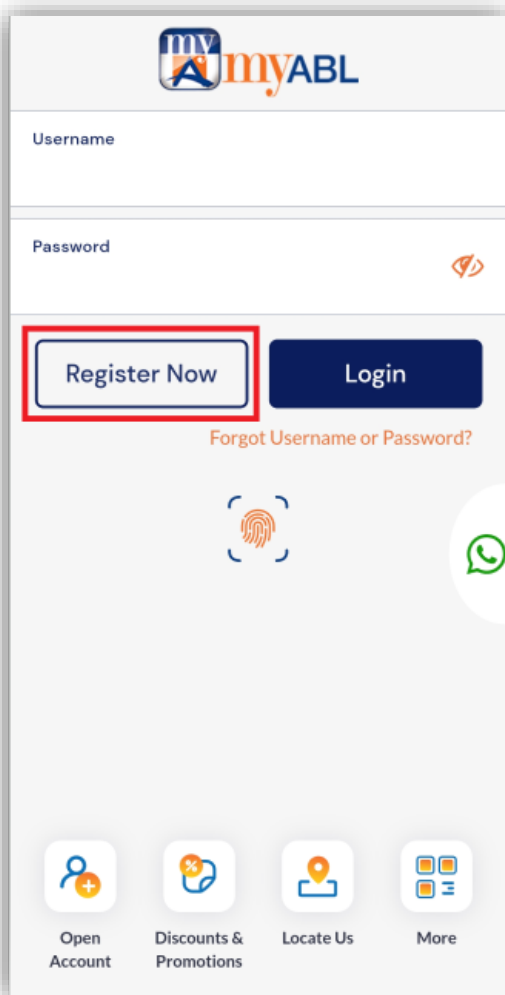 my myABL
Username
Password
Register Now
Login
Forgot Username or Password?
Open Account
Discounts & Promotions
Locate Us
More